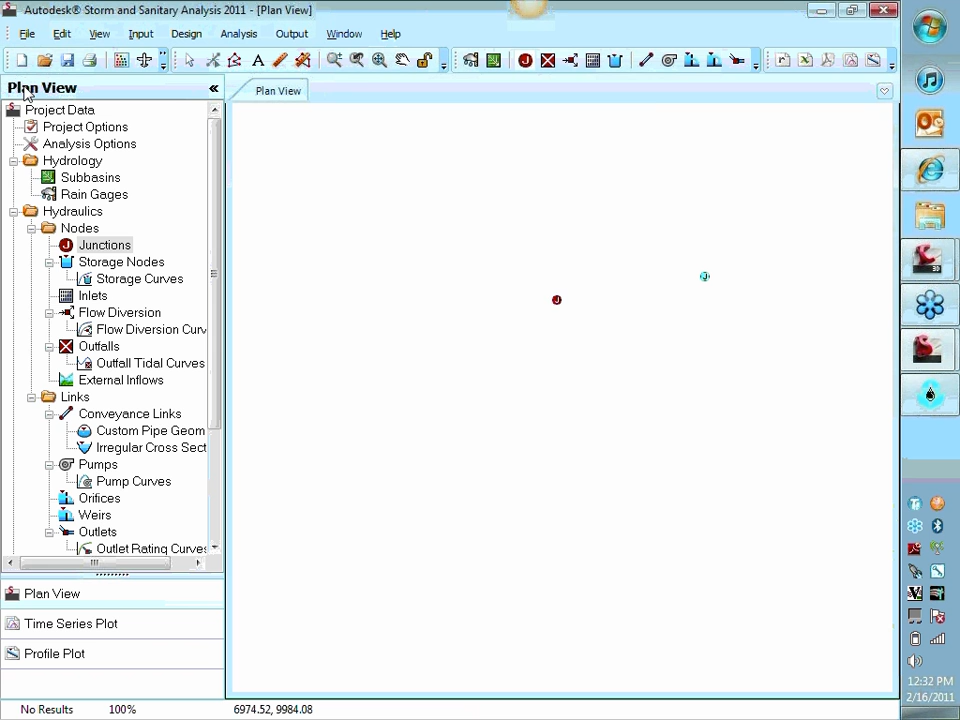 Autodesk® Storm and Sanitary Analysis 2011 - [Plan View]
File Edit View Input Design Analysis Output Window Help
Plan View «
Plan View
Project Data
Project Options
Analysis Options
Hydrology
Subbasins
Rain Gages
Hydraulics
Nodes
Junctions
Storage Nodes
Storage Curves
Inlets
Flow Diversion
Flow Diversion Curv
Outfalls
Outfall Tidal Curves
External Inflows
Links
Conveyance Links
Custom Pipe Geom
Irregular Cross Sect
Pumps
Pump Curves
Orifices
Weirs
Outlets
Outlet Rating Curves
Plan View
Time Series Plot
Profile Plot
No Results 100% 6974.52, 9984.08
12:32 PM
2/16/2011